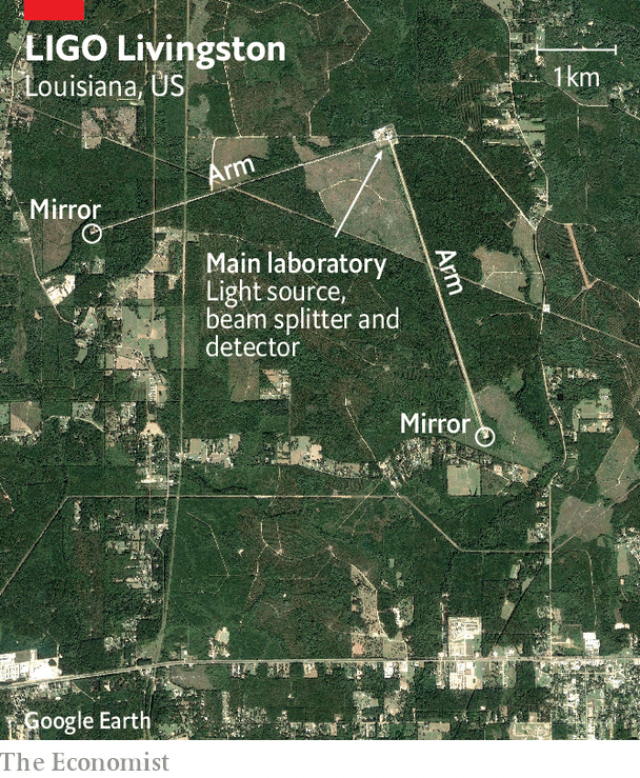 LIGO Livingston
Louisiana, US
1km
Arm
Mirror
Main laboratory
Light source,
beam splitter and
detector
Arm
Mirror
Google Earth
The Economist